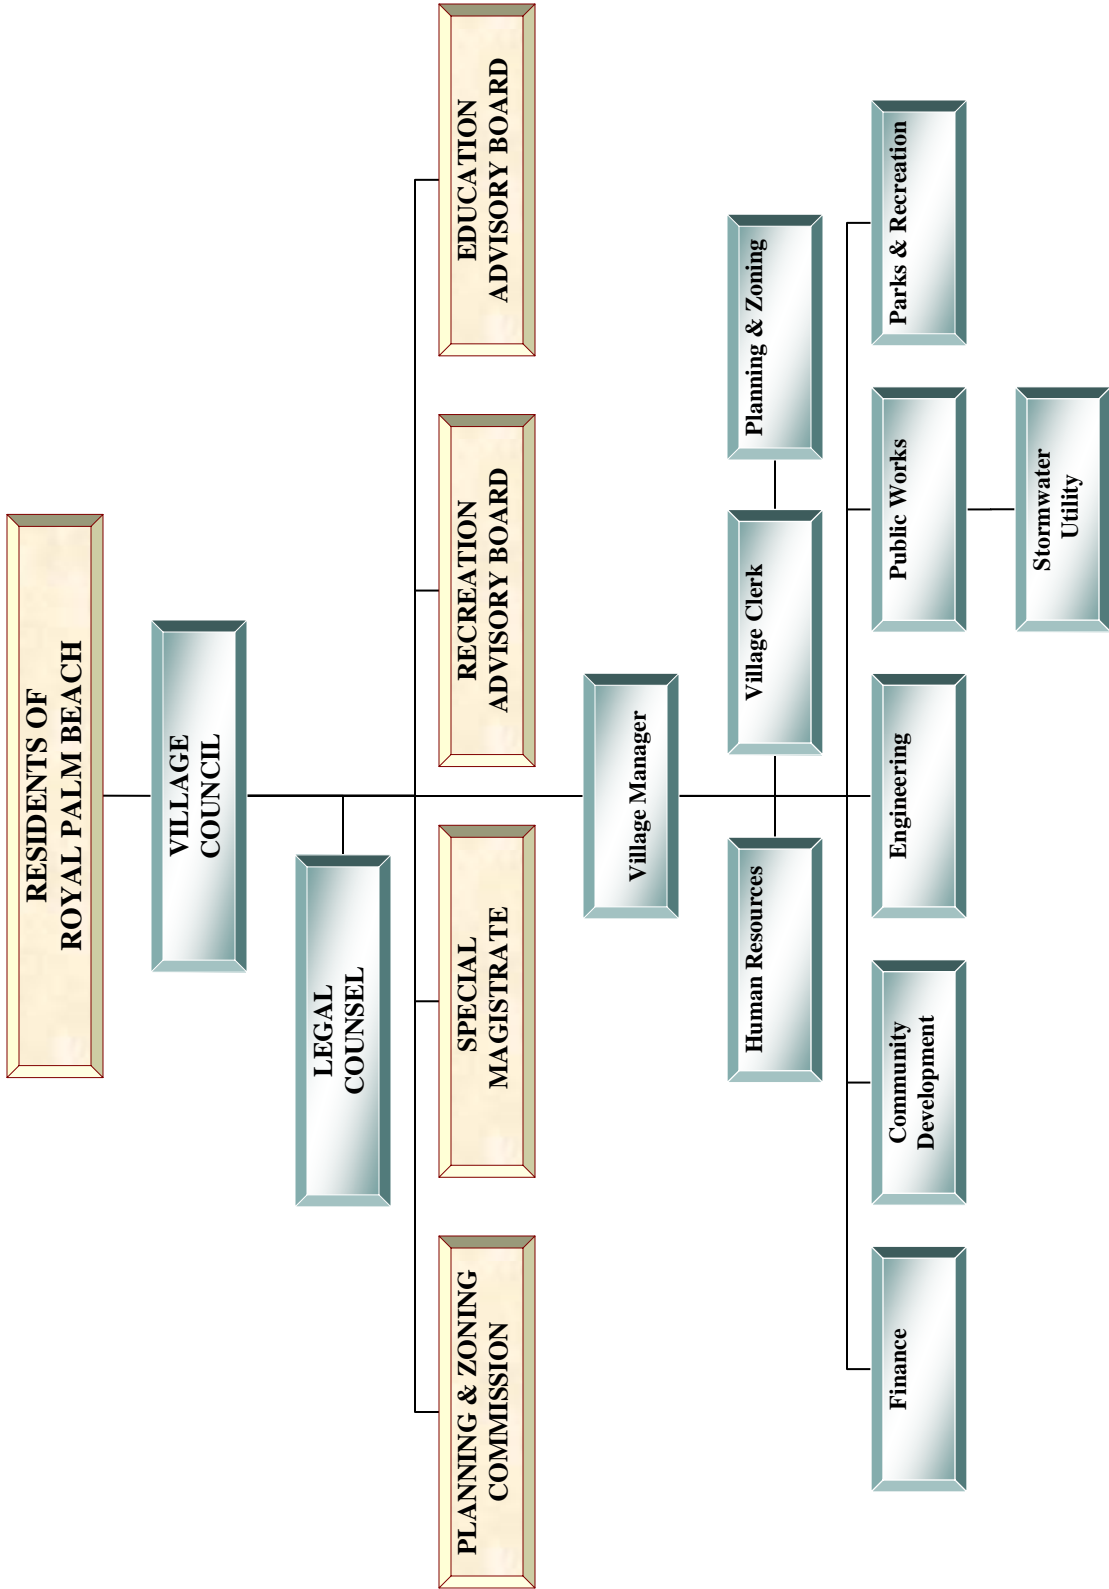 RESIDENTS OF
ROYAL PALM BEACH
VILLAGE
COUNCIL
LEGAL
COUNSEL
PLANNING & ZONING
COMMISSION
SPECIAL
MAGISTRATE
RECREATION
ADVISORY BOARD
EDUCATION
ADVISORY BOARD
Village Manager
Human Resources
Village Clerk
Planning & Zoning
Finance
Community
Development
Engineering
Public Works
Parks & Recreation
Stormwater
Utility